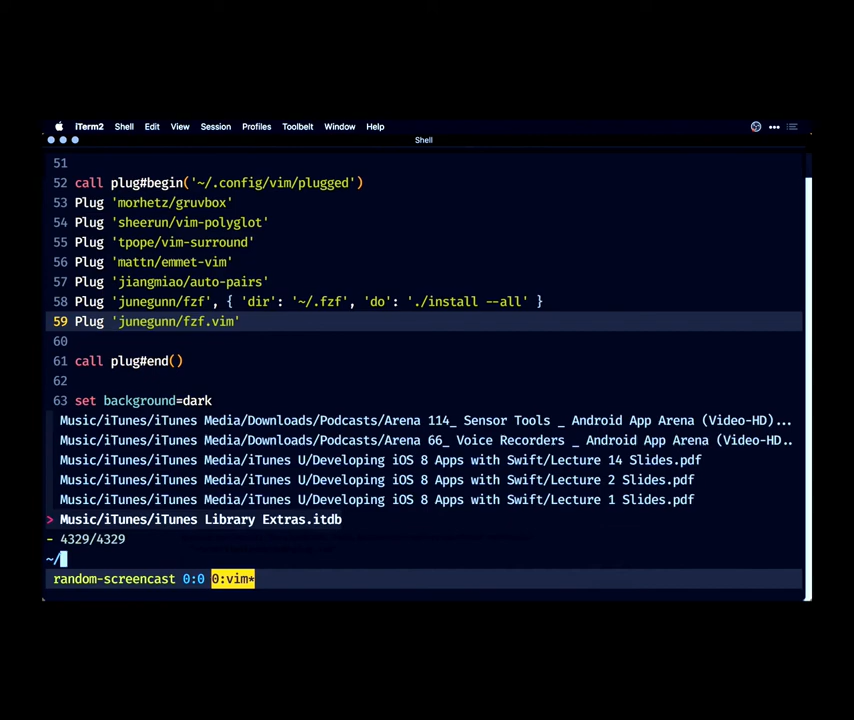 iTerm2 Shell Edit View Session Profiles Toolbelt Window Help
Shell
51
52 call plug#begin('~/.config/vim/plugged')
53 Plug 'morhetz/gruvbox'
54 Plug 'sheerun/vim-polyglot'
55 Plug 'tpope/vim-surround'
56 Plug 'mattn/emmet-vim'
57 Plug 'jiangmiao/auto-pairs'
58 Plug 'junegunn/fzf', { 'dir': '~/.fzf', 'do': './install --all' }
59 Plug 'junegunn/fzf.vim'
60
61 call plug#end()
62
63 set background=dark
Music/iTunes/iTunes Media/Downloads/Podcasts/Arena 114_ Sensor Tools _ Android App Arena (Video-HD)...
Music/iTunes/iTunes Media/Downloads/Podcasts/Arena 66_ Voice Recorders _ Android App Arena (Video-HD..
Music/iTunes/iTunes Media/iTunes U/Developing iOS 8 Apps with Swift/Lecture 14 Slides.pdf
Music/iTunes/iTunes Media/iTunes U/Developing iOS 8 Apps with Swift/Lecture 2 Slides.pdf
Music/iTunes/iTunes Media/iTunes U/Developing iOS 8 Apps with Swift/Lecture 1 Slides.pdf
> Music/iTunes/iTunes Library Extras.itdb
- 4329/4329
~/
random-screencast 0:0 0:vim*